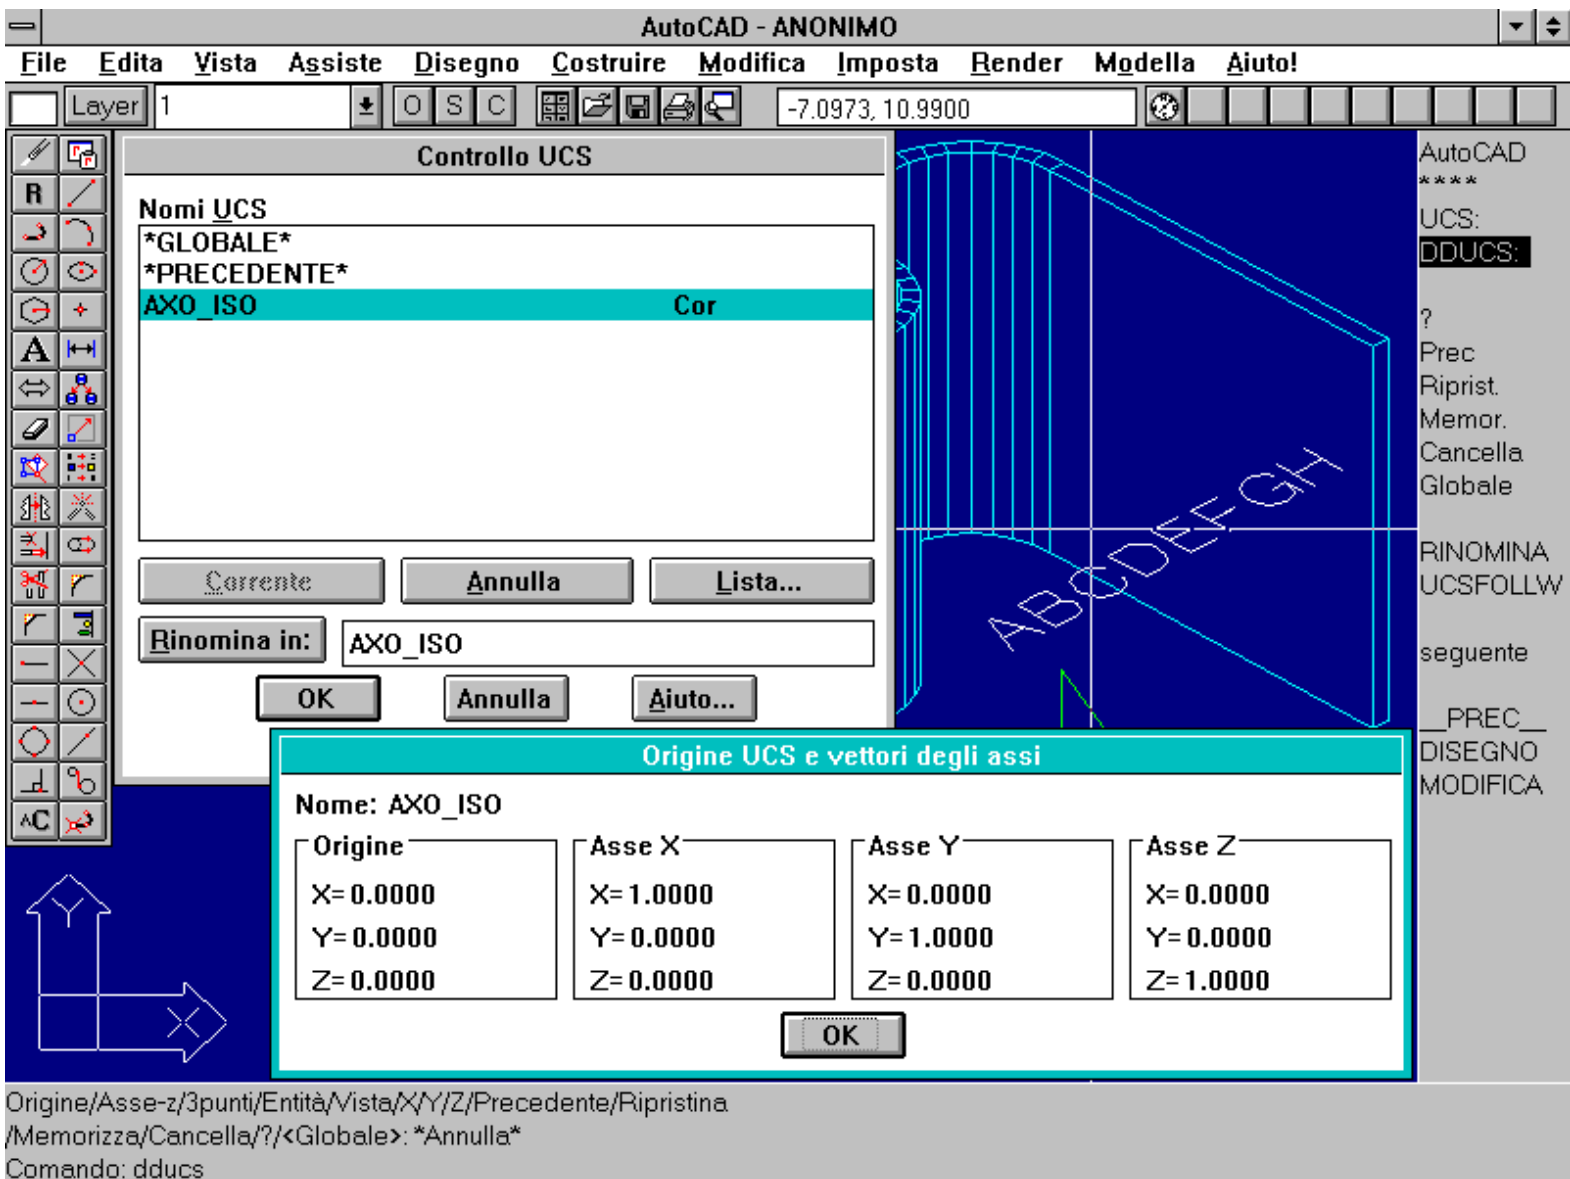 AutoCAD - ANONIMO
File Edita Vista Assiste Disegno Costruire Modifica Imposta Render Modella Aiuto!
Layer 1 O S C -7.0973, 10.9900
R
A
AC
Controllo UCS
Nomi UCS
*GLOBALE*
*PRECEDENTE*
AXO_ISO Cor
Corrente Annulla Lista...
Rinomina in: AXO_ISO
OK Annulla Aiuto...
ABCDEFGH
AutoCAD
****
UCS:
DDUCS:
?
Prec
Riprist.
Memor.
Cancella
Globale
RINOMINA
UCSFOLLW
seguente
__PREC__
DISEGNO
MODIFICA
Origine UCS e vettori degli assi
Nome: AXO_ISO
Origine Asse X Asse Y Asse Z
X=0.0000 X=1.0000 X=0.0000 X=0.0000
Y=0.0000 Y=0.0000 Y=1.0000 Y=0.0000
Z=0.0000 Z=0.0000 Z=0.0000 Z=1.0000
OK
Y
X
Origine/Asse-z/3punti/Entità/Vista/X/Y/Z/Precedente/Ripristina
/Memorizza/Cancella/?/<Globale>: *Annulla*
Comando: dducs